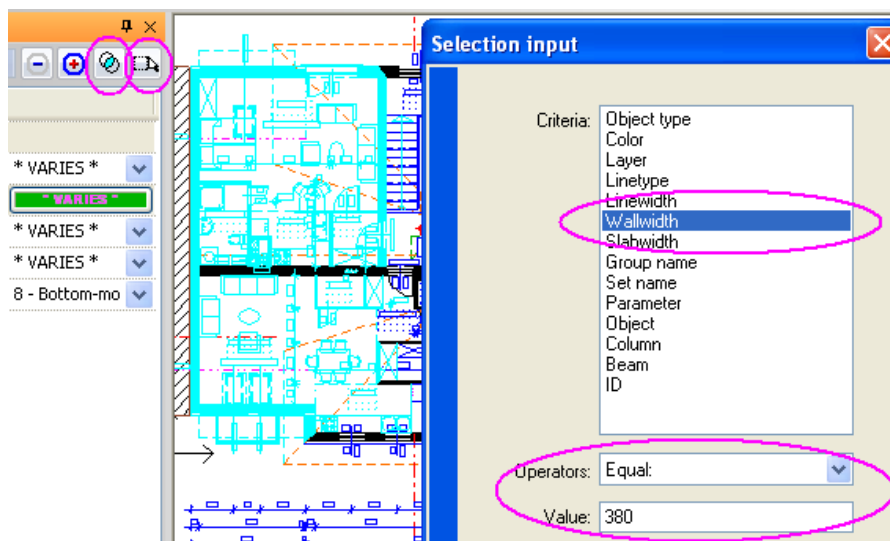 Selection input
Criteria:
Object type
Color
Layer
Linetype
Linewidth
Wallwidth
Slabwidth
Group name
Set name
Parameter
Object
Column
Beam
ID
Operators:
Equal:
Value:
380
* VARIES *
* VARIES *
* VARIES *
* VARIES *
8 - Bottom-mo